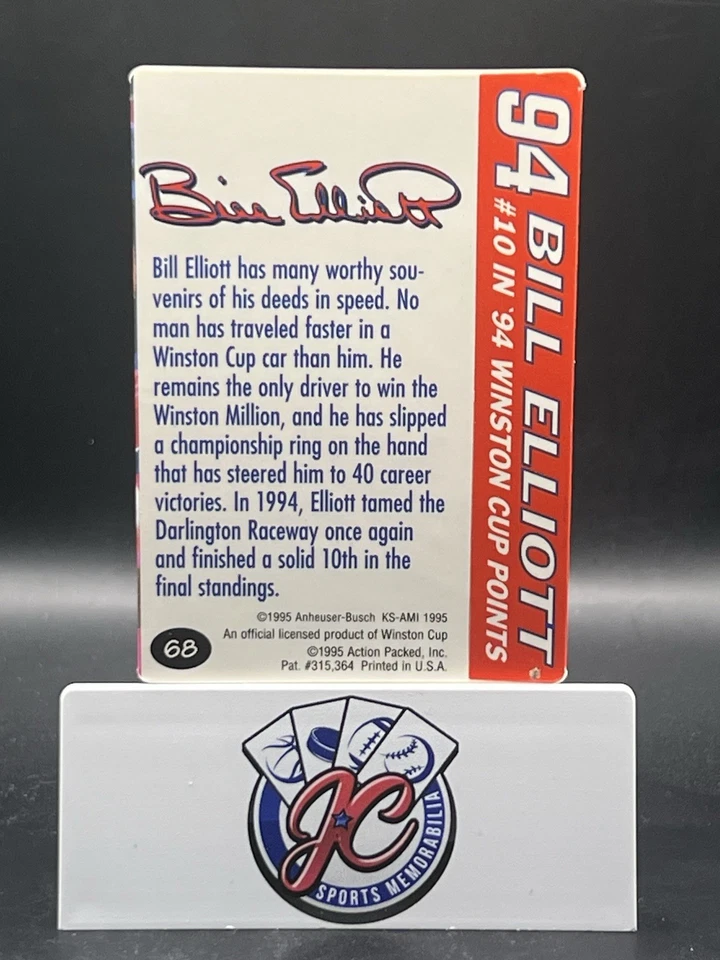 94 BILL ELLIOTT
#10 IN '94 WINSTON CUP POINTS
Bill Elliott
Bill Elliott has many worthy sou-
venirs of his deeds in speed. No
man has traveled faster in a
Winston Cup car than him. He
remains the only driver to win the
Winston Million, and he has slipped
a championship ring on the hand
that has steered him to 40 career
victories. In 1994, Elliott tamed the
Darlington Raceway once again
and finished a solid 10th in the
final standings.
©1995 Anheuser-Busch KS-AMI 1995
An official licensed product of Winston Cup
©1995 Action Packed, Inc.
Pat. #315,364 Printed in U.S.A.
68
JC
SPORTS MEMORABILIA